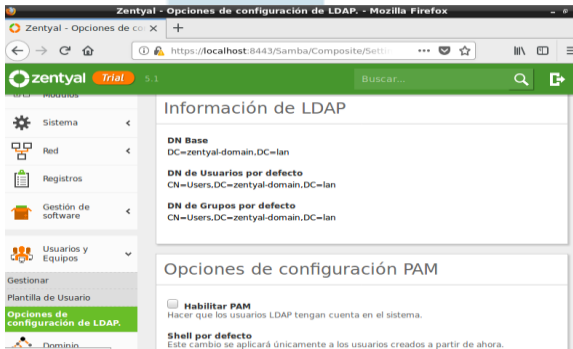 Zentyal - Opciones de configuración de LDAP. - Mozilla Firefox
Zentyal - Opciones de co
https://localhost:8443/Samba/Composite/Setti
zentyal Trial 5.1
Buscar...
Módulos
Sistema
Red
Registros
Gestión de
software
Usuarios y
Equipos
Gestionar
Plantilla de Usuario
Opciones de
configuración de LDAP.
Dominio
Información de LDAP
DN Base
DC=zentyal-domain,DC=lan
DN de Usuarios por defecto
CN=Users,DC=zentyal-domain,DC=lan
DN de Grupos por defecto
CN=Users,DC=zentyal-domain,DC=lan
Opciones de configuración PAM
Habilitar PAM
Hacer que los usuarios LDAP tengan cuenta en el sistema.
Shell por defecto
Este cambio se aplicará únicamente a los usuarios creados a partir de ahora.